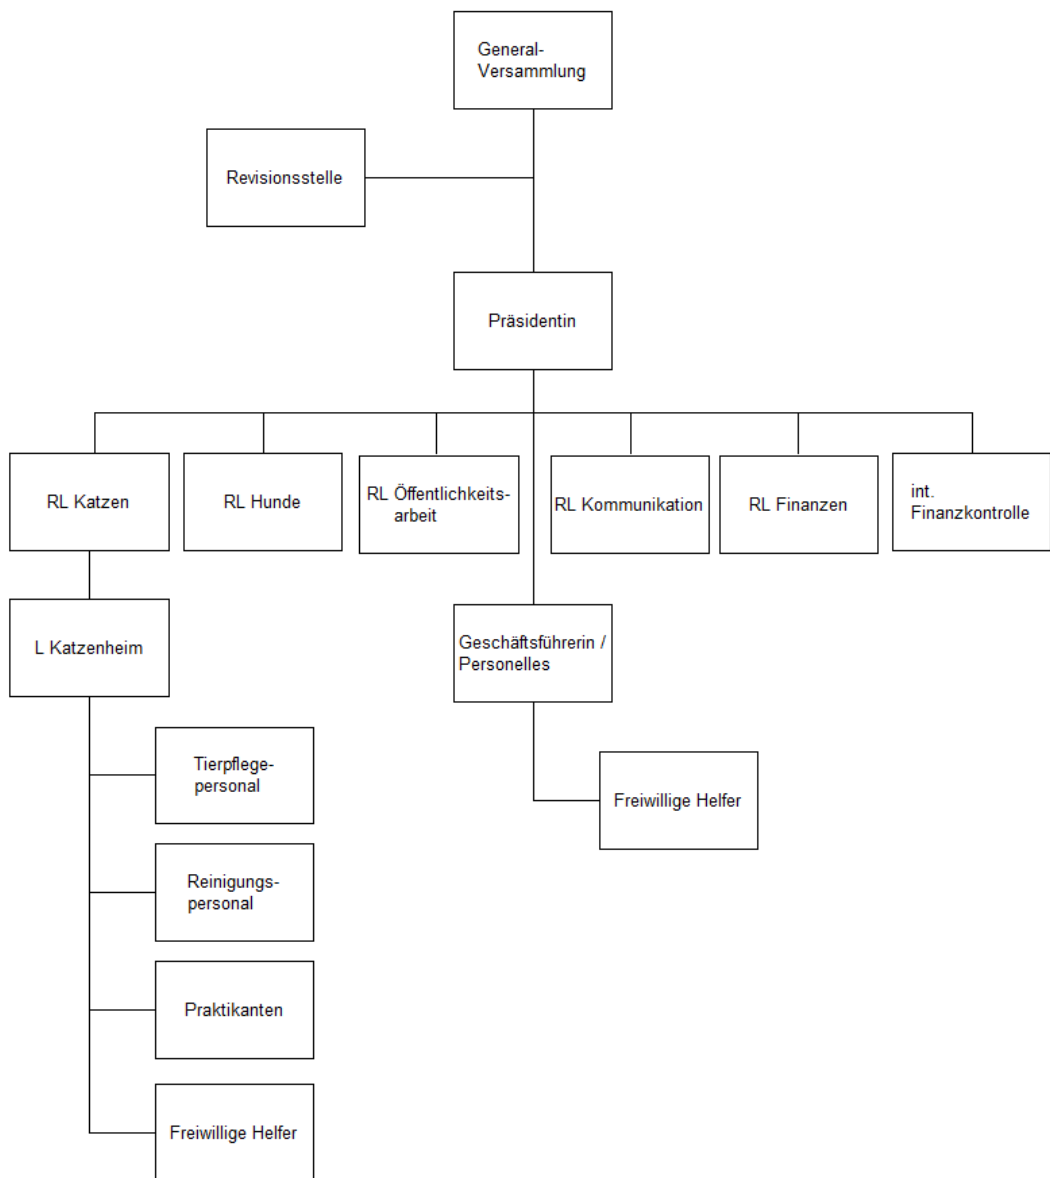 General-
Versammlung
Revisionsstelle
Präsidentin
RL Katzen
RL Hunde
RL Öffentlichkeits-
arbeit
RL Kommunikation
RL Finanzen
int.
Finanzkontrolle
L Katzenheim
Geschäftsführerin /
Personelles
Tierpflege-
personal
Freiwillige Helfer
Reinigungs-
personal
Praktikanten
Freiwillige Helfer